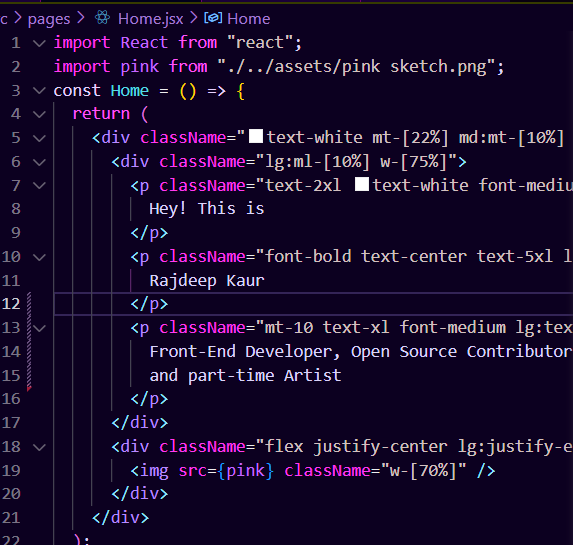 c > pages > Home.jsx > Home
1 import React from "react";
2 import pink from "./../assets/pink sketch.png";
3 const Home = () => {
4 return (
5 <div className="text-white mt-[22%] md:mt-[10%]
6 <div className="lg:ml-[10%] w-[75%]">
7 <p className="text-2xl text-white font-mediu
8 Hey! This is
9 </p>
10 <p className="font-bold text-center text-5xl l
11 Rajdeep Kaur
12 </p>
13 <p className="mt-10 text-xl font-medium lg:tex
14 Front-End Developer, Open Source Contributor
15 and part-time Artist
16 </p>
17 </div>
18 <div className="flex justify-center lg:justify-e
19 <img src={pink} className="w-[70%]" />
20 </div>
21 </div>
22 );